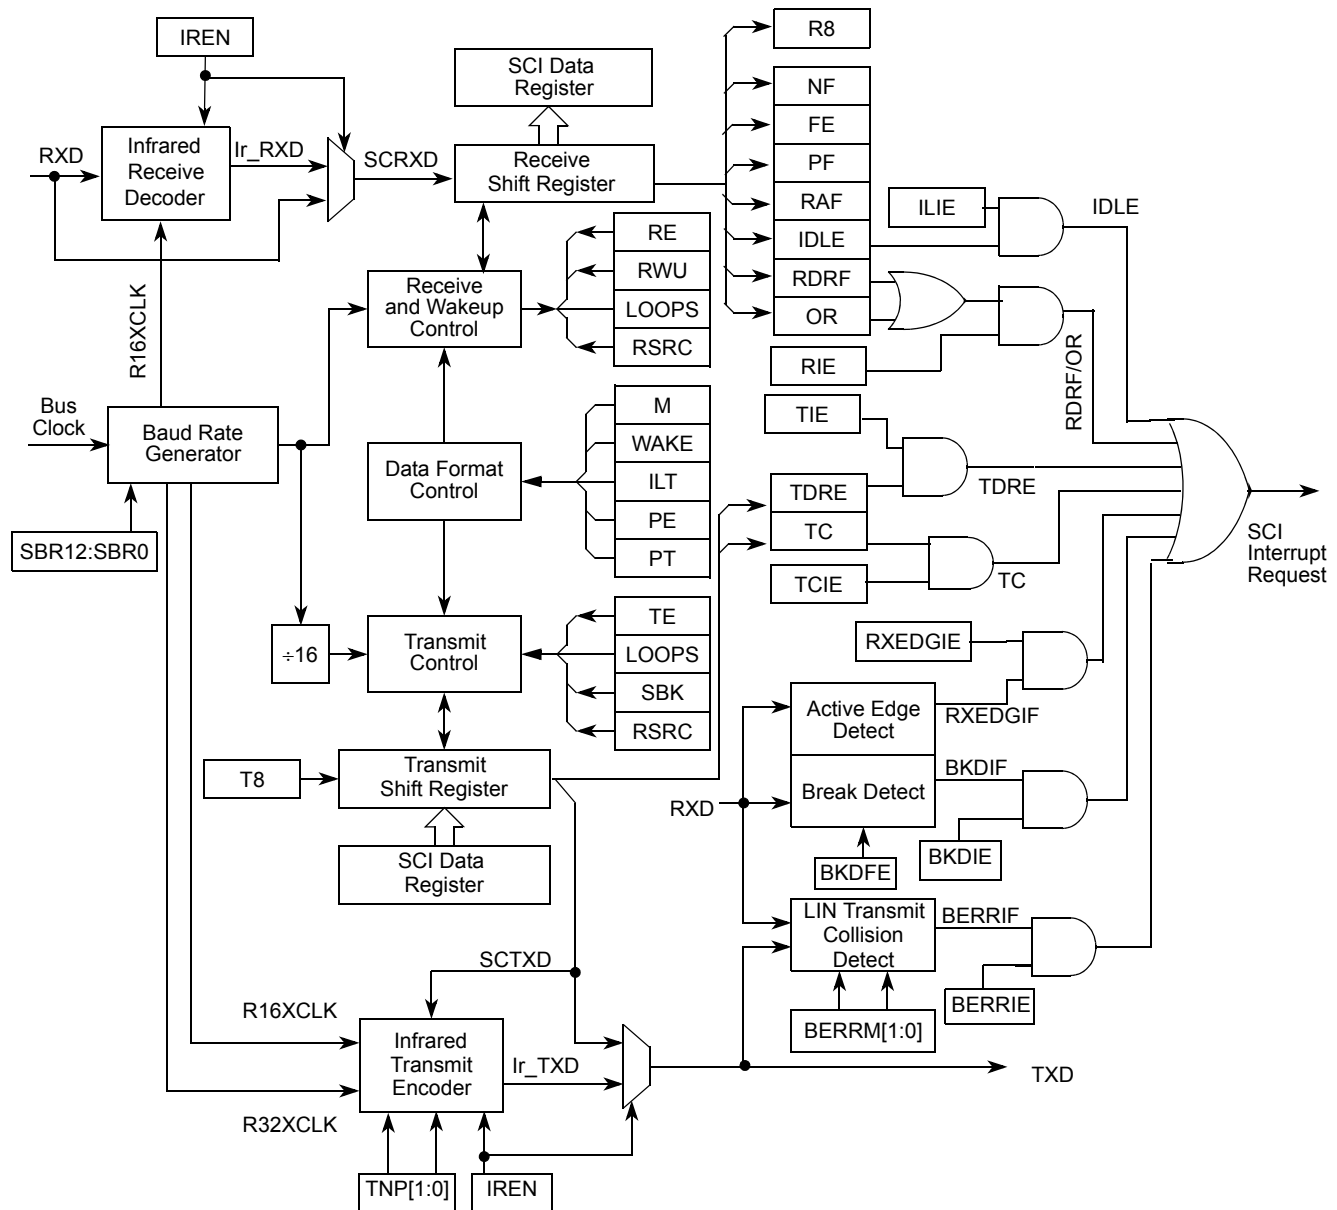 IREN
R8
SCI Data
Register
NF
FE
PF
RAF
IDLE
RDRF
OR
RXD
Infrared
Receive
Decoder
Ir_RXD
SCRXD
Receive
Shift Register
ILIE
IDLE
RE
RWU
LOOPS
RSRC
Receive
and Wakeup
Control
R16XCLK
RIE
RDRF/OR
TIE
Bus
Clock
Baud Rate
Generator
M
WAKE
ILT
PE
PT
Data Format
Control
TDRE
TC
TDRE
TCIE
TC
SBR12:SBR0
SCI
Interrupt
Request
÷16
Transmit
Control
TE
LOOPS
SBK
RSRC
RXEDGIE
Active Edge
Detect
RXEDGIF
T8
Transmit
Shift Register
RXD
Break Detect
BKDIF
BKDIE
BKDFE
SCI Data
Register
LIN Transmit
Collision
Detect
BERRIF
BERRIE
BERRM[1:0]
SCTXD
R16XCLK
R32XCLK
Infrared
Transmit
Encoder
Ir_TXD
TXD
TNP[1:0]
IREN